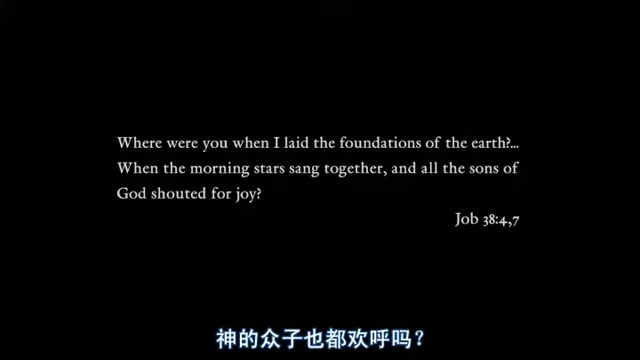 Where were you when I laid the foundations of the earth?...
When the morning stars sang together, and all the sons of
God shouted for joy?
Job 38:4,7
神的众子也都欢呼吗?